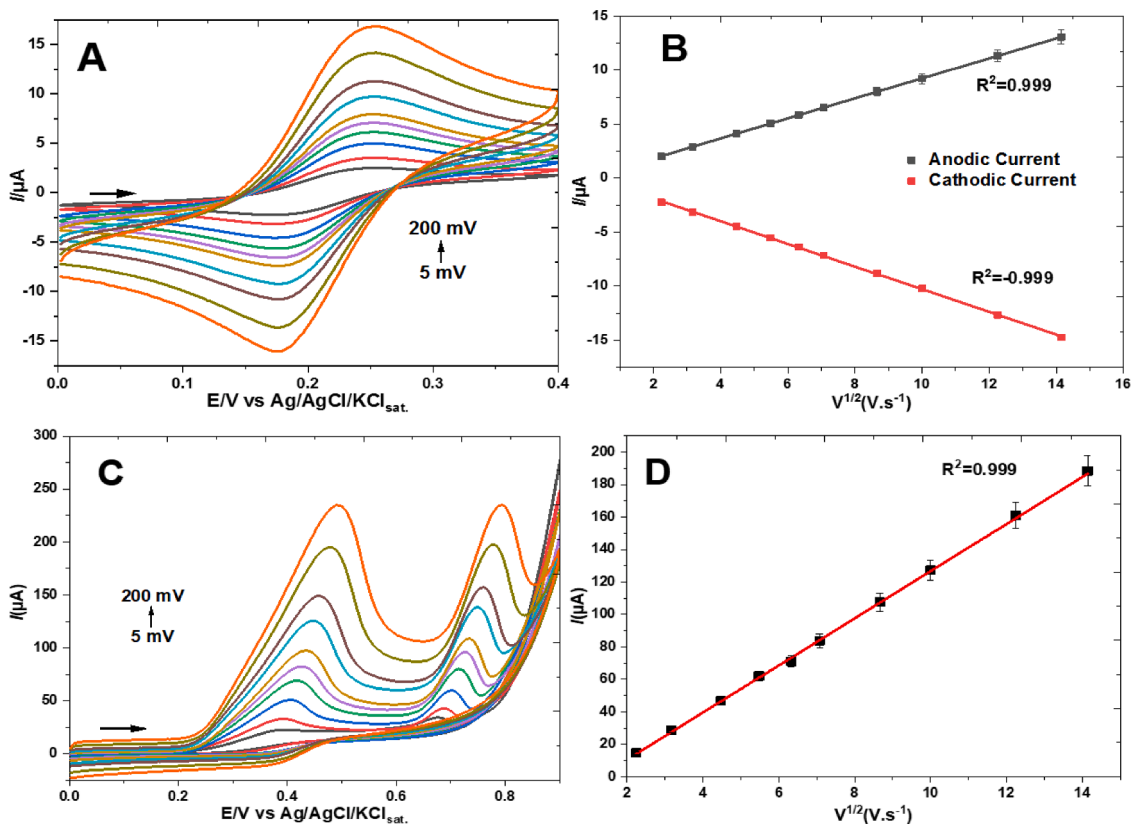 A
I/µA
15
10
5
0
-5
-10
-15
200 mV
5 mV
0.0 0.1 0.2 0.3 0.4
E/V vs Ag/AgCl/KCl sat.
B
I/µA
15
10
5
0
-5
-10
-15
R²=0.999
Anodic Current
Cathodic Current
R²=-0.999
2 4 6 8 10 12 14 16
V^1/2(V.s⁻¹)
C
I(µA)
300
250
200
150
100
50
0
200 mV
5 mV
0.0 0.2 0.4 0.6 0.8
E/V vs Ag/AgCl/KCl sat.
D
I(µA)
200
180
160
140
120
100
80
60
40
20
0
R²=0.999
2 4 6 8 10 12 14
V^1/2(V.s⁻¹)